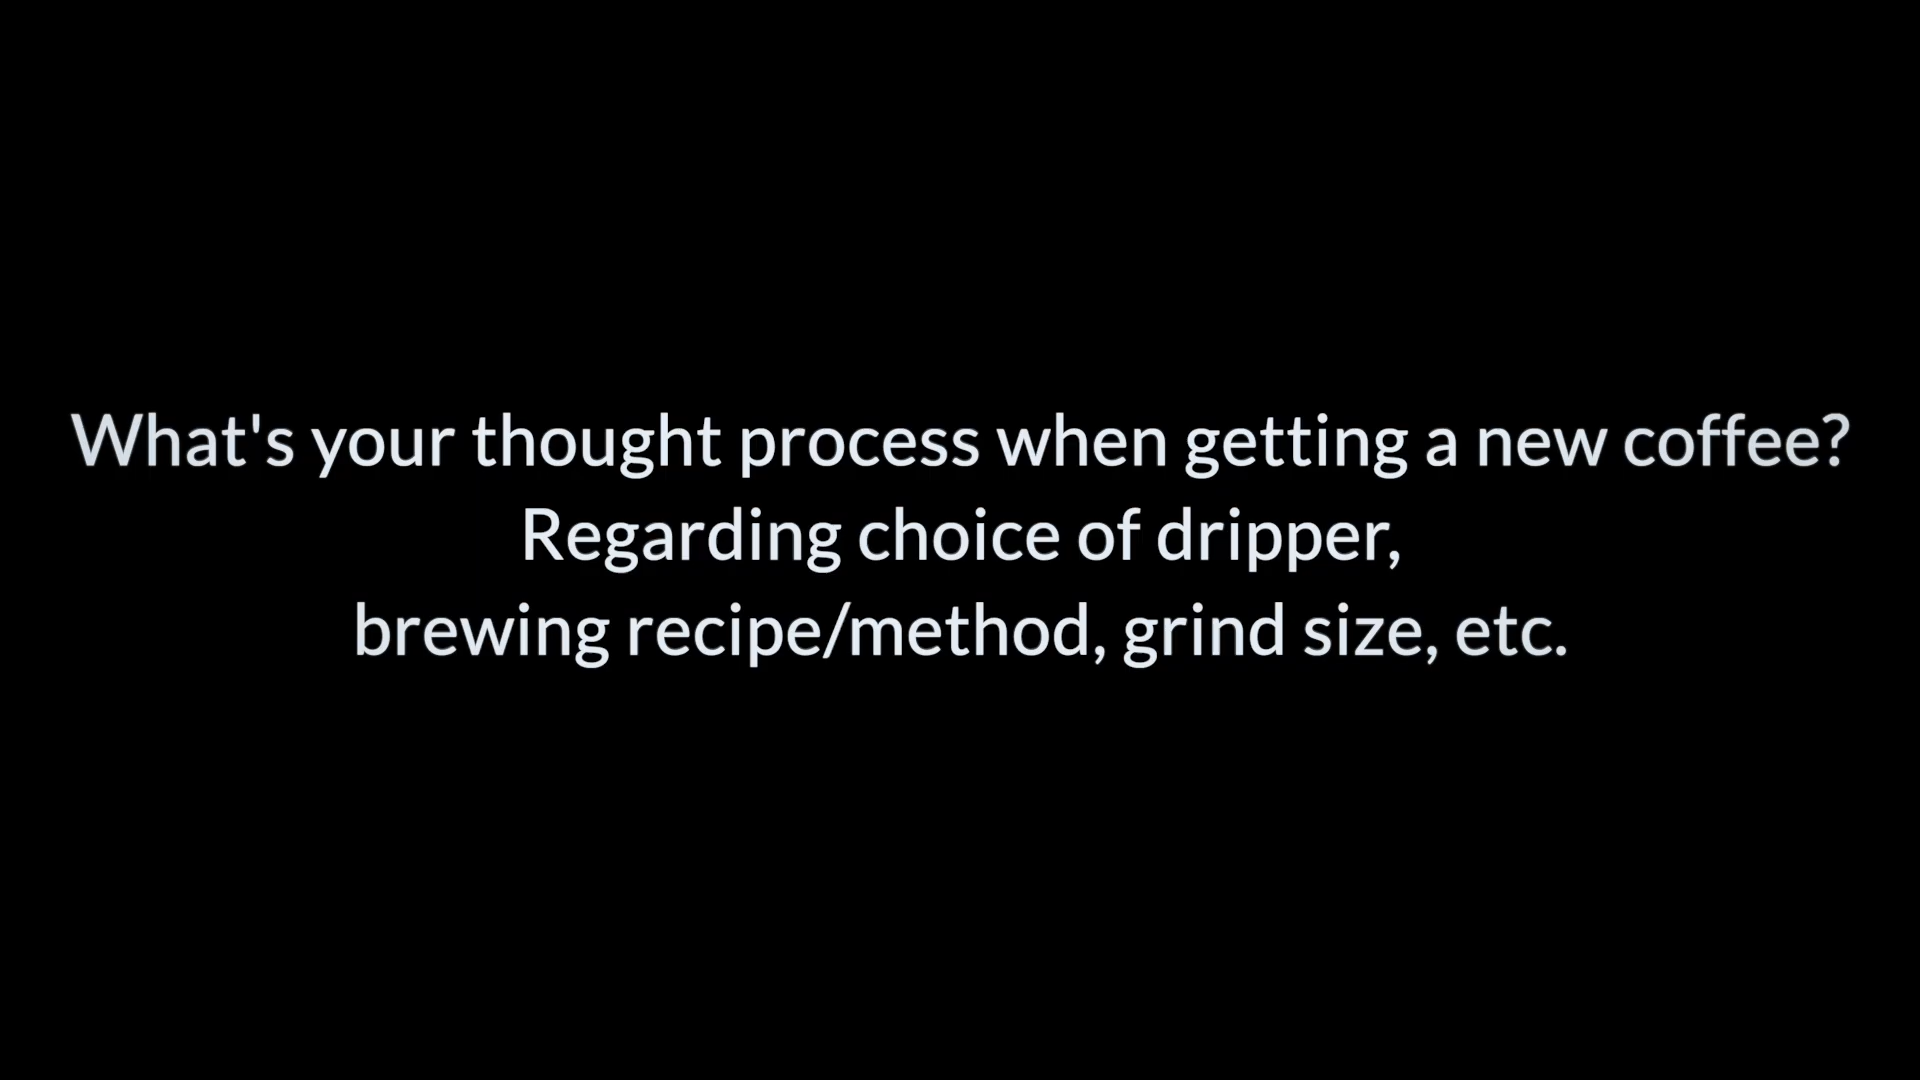 What's your thought process when getting a new coffee?
Regarding choice of dripper,
brewing recipe/method, grind size, etc.